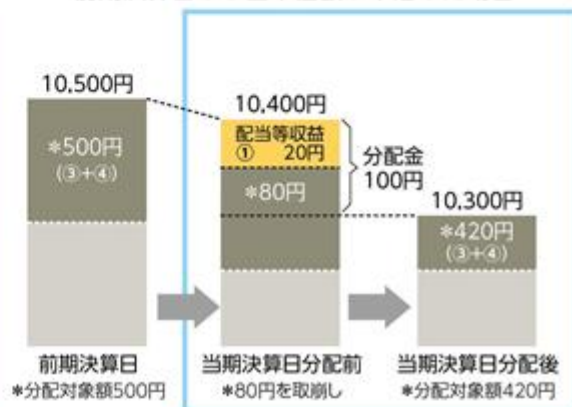 10,500円
*500円
(③+④)
10,400円
配当等収益
① 20円
*80円
分配金
100円
10,300円
*420円
(③+④)
前期決算日
*分配対象額500円
当期決算日分配前
*80円を取崩し
当期決算日分配後
*分配対象額420円